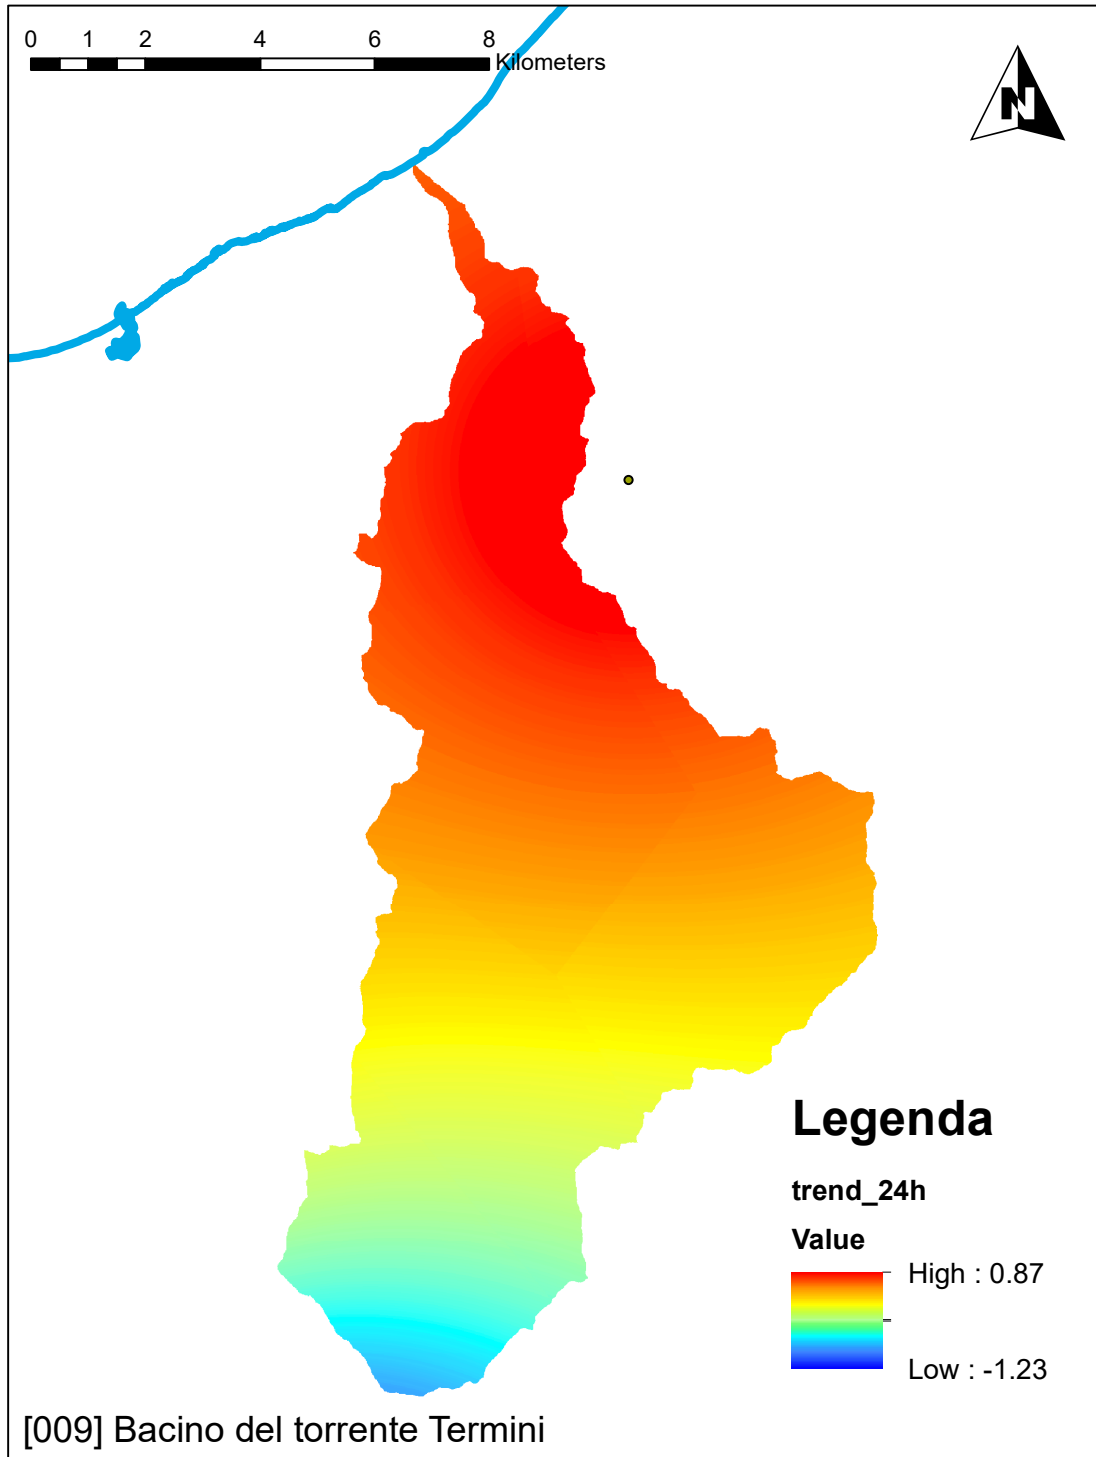 0 1 2 4 6 8
Kilometers
N
Legenda
trend_24h
Value
High : 0.87
Low : -1.23
[009] Bacino del torrente Termini